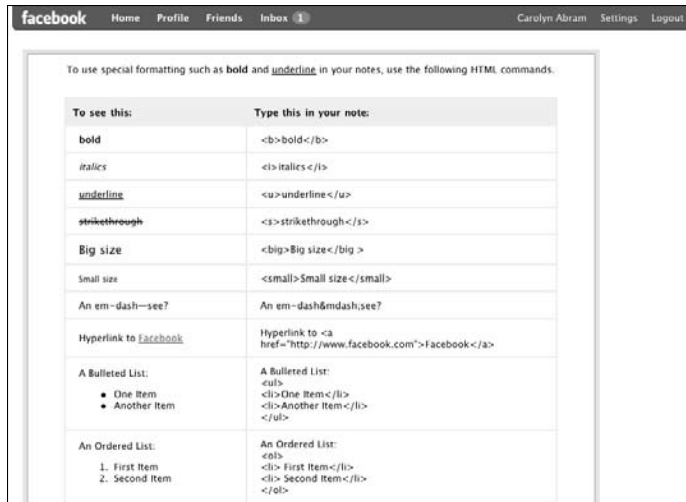 facebook Home Profile Friends Inbox 1 Carolyn Abram Settings Logout
To use special formatting such as bold and underline in your notes, use the following HTML commands.
To see this: Type this in your note:
bold <b>bold</b>
italics <i>italics</i>
underline <u>underline</u>
strikethrough <s>strikethrough</s>
Big size <big>Big size</big >
Small size <small>Small size</small>
An em-dash—see? An em-dash&mdash;see?
Hyperlink to Facebook Hyperlink to <a
href="http://www.facebook.com">Facebook</a>
A Bulleted List: A Bulleted List:
<ul>
• One Item <li>One Item</li>
• Another Item <li>Another Item</li>
</ul>
An Ordered List: An Ordered List:
<ol>
1. First Item <li> First Item</li>
2. Second Item <li> Second Item</li>
</ol>